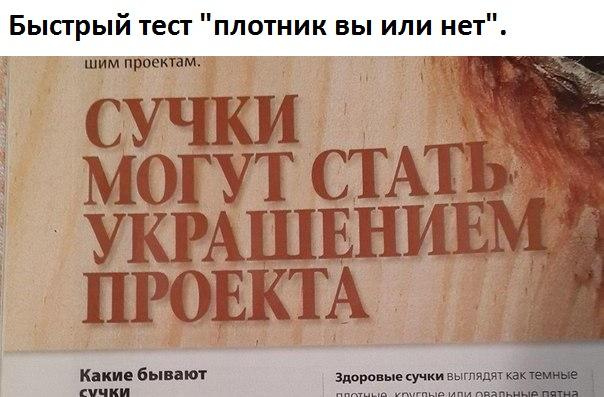 Быстрый тест "плотник вы или нет".
шим проектам.
СУЧКИ
МОГУТ СТАТЬ
УКРАШЕНИЕМ
ПРОЕКТА
Какие бывают
сучки
Здоровые сучки выглядят как темные
плотные, круглые или овальные пятна